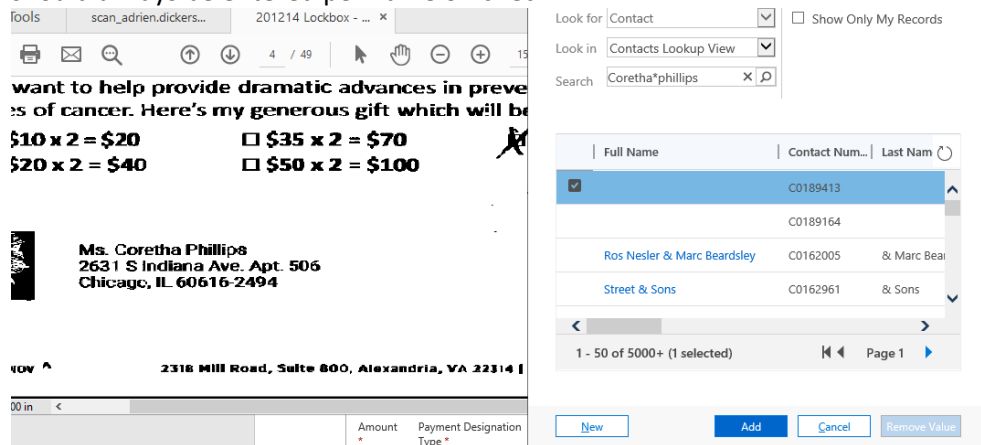 Tools
scan_adrien.dickers...
201214 Lockbox - ... ×
4 / 49
want to help provide dramatic advances in preve
es of cancer. Here's my generous gift which will be
$10 x 2 = $20
$35 x 2 = $70
$20 x 2 = $40
$50 x 2 = $100
Ms. Coretha Phillips
2631 S Indiana Ave. Apt. 506
Chicago, IL 60616-2494
2318 Mill Road, Suite 800, Alexandria, VA 22314 |
00 in
Amount
*
Payment Designation
Type *
Look for Contact
Show Only My Records
Look in Contacts Lookup View
Search Coretha*phillips
Full Name
Contact Num...
Last Nam
C0189413
C0189164
Ros Nesler & Marc Beardsley C0162005 & Marc Bear
Street & Sons C0162961 & Sons
1 - 50 of 5000+ (1 selected)
Page 1
New
Add
Cancel
Remove Value